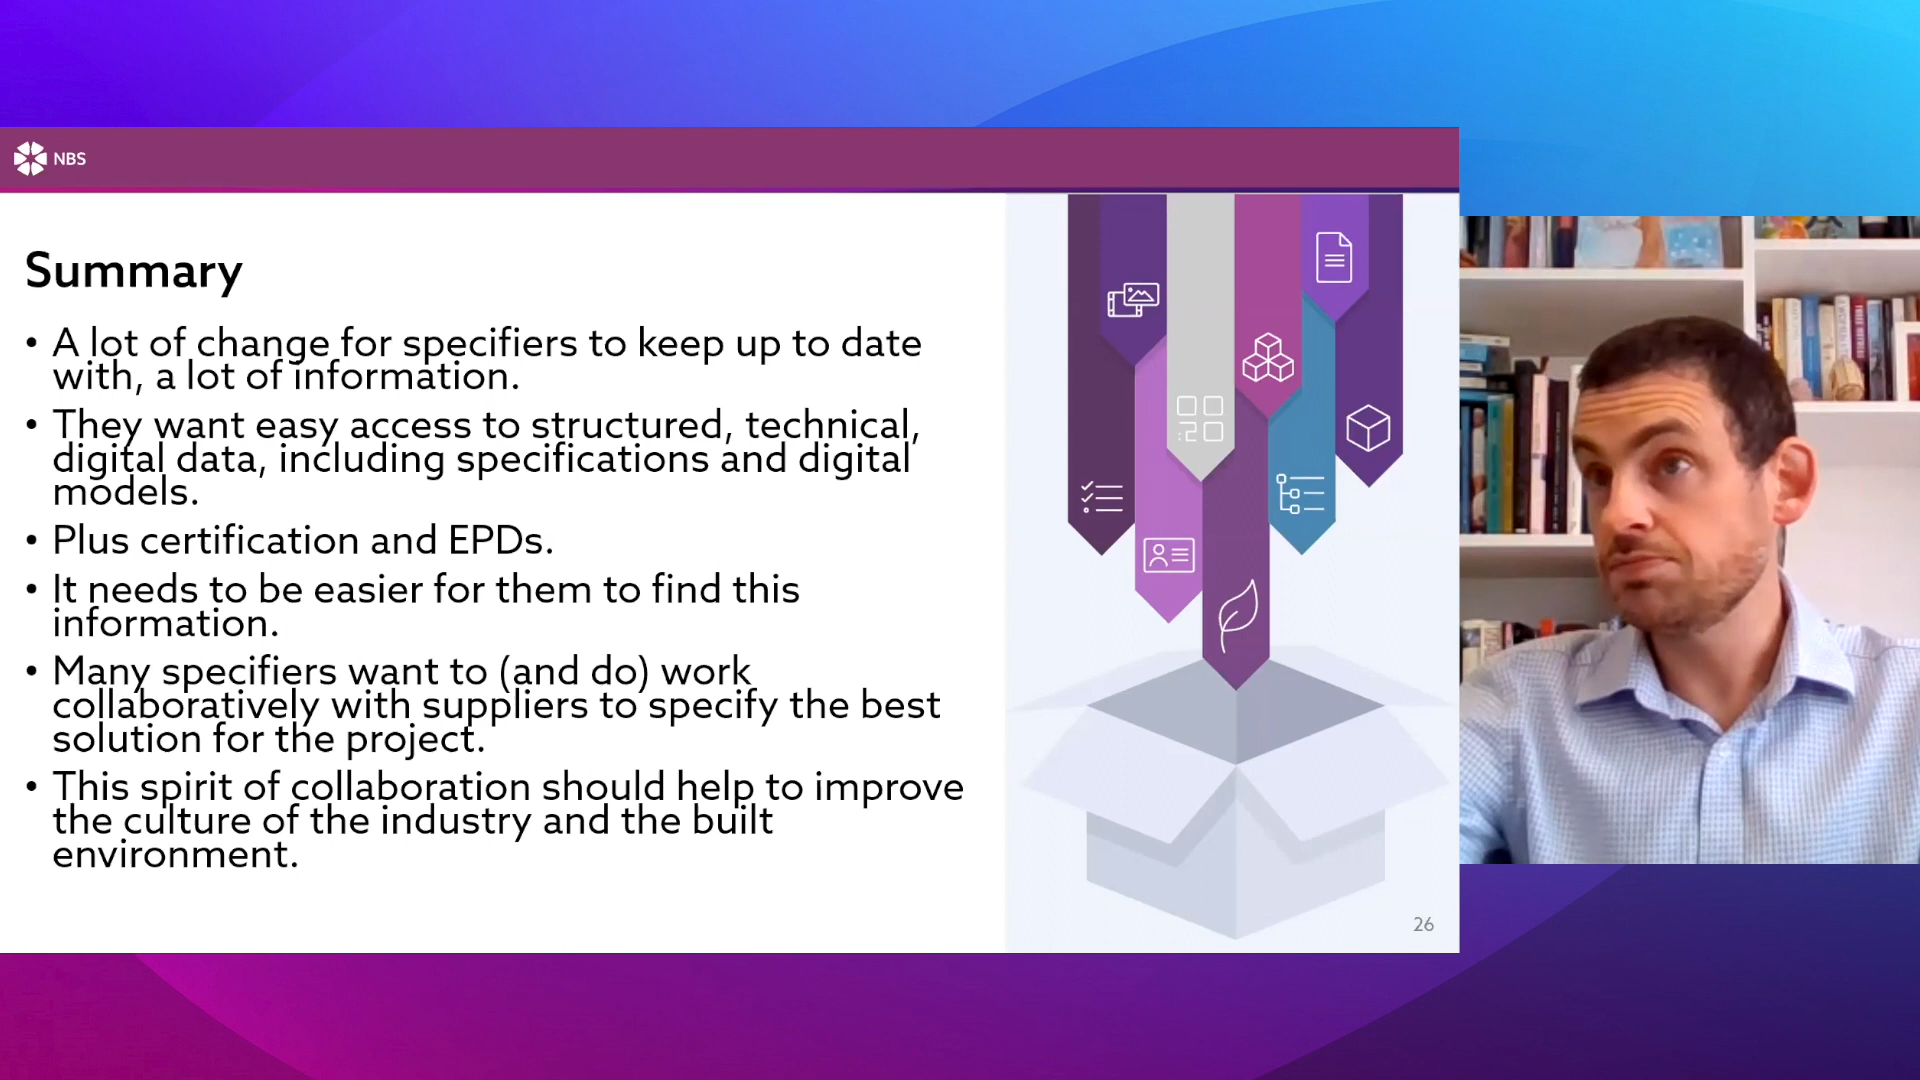 NBS
Summary
• A lot of change for specifiers to keep up to date
with, a lot of information.
• They want easy access to structured, technical,
digital data, including specifications and digital
models.
• Plus certification and EPDs.
• It needs to be easier for them to find this
information.
• Many specifiers want to (and do) work
collaboratively with suppliers to specify the best
solution for the project.
• This spirit of collaboration should help to improve
the culture of the industry and the built
environment.
26